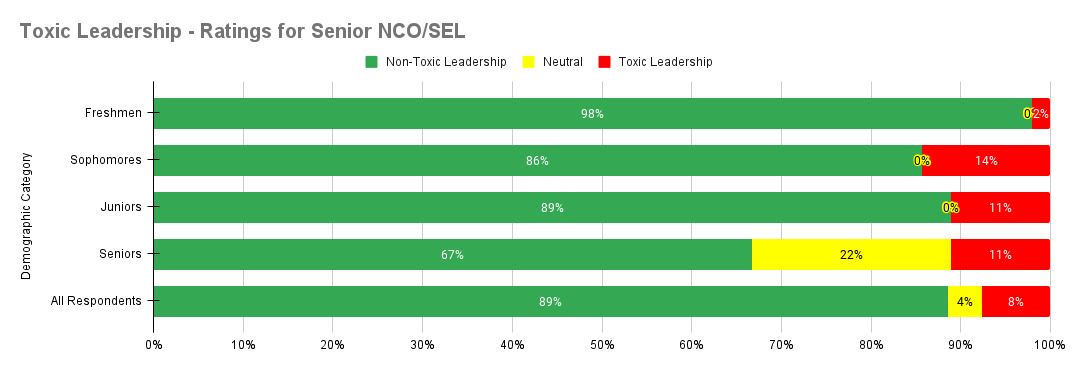 Toxic Leadership - Ratings for Senior NCO/SEL
Non-Toxic Leadership Neutral Toxic Leadership
Demographic Category
Freshmen 98% 0% 2%
Sophomores 86% 0% 14%
Juniors 89% 0% 11%
Seniors 67% 22% 11%
All Respondents 89% 4% 8%
0% 10% 20% 30% 40% 50% 60% 70% 80% 90% 100%